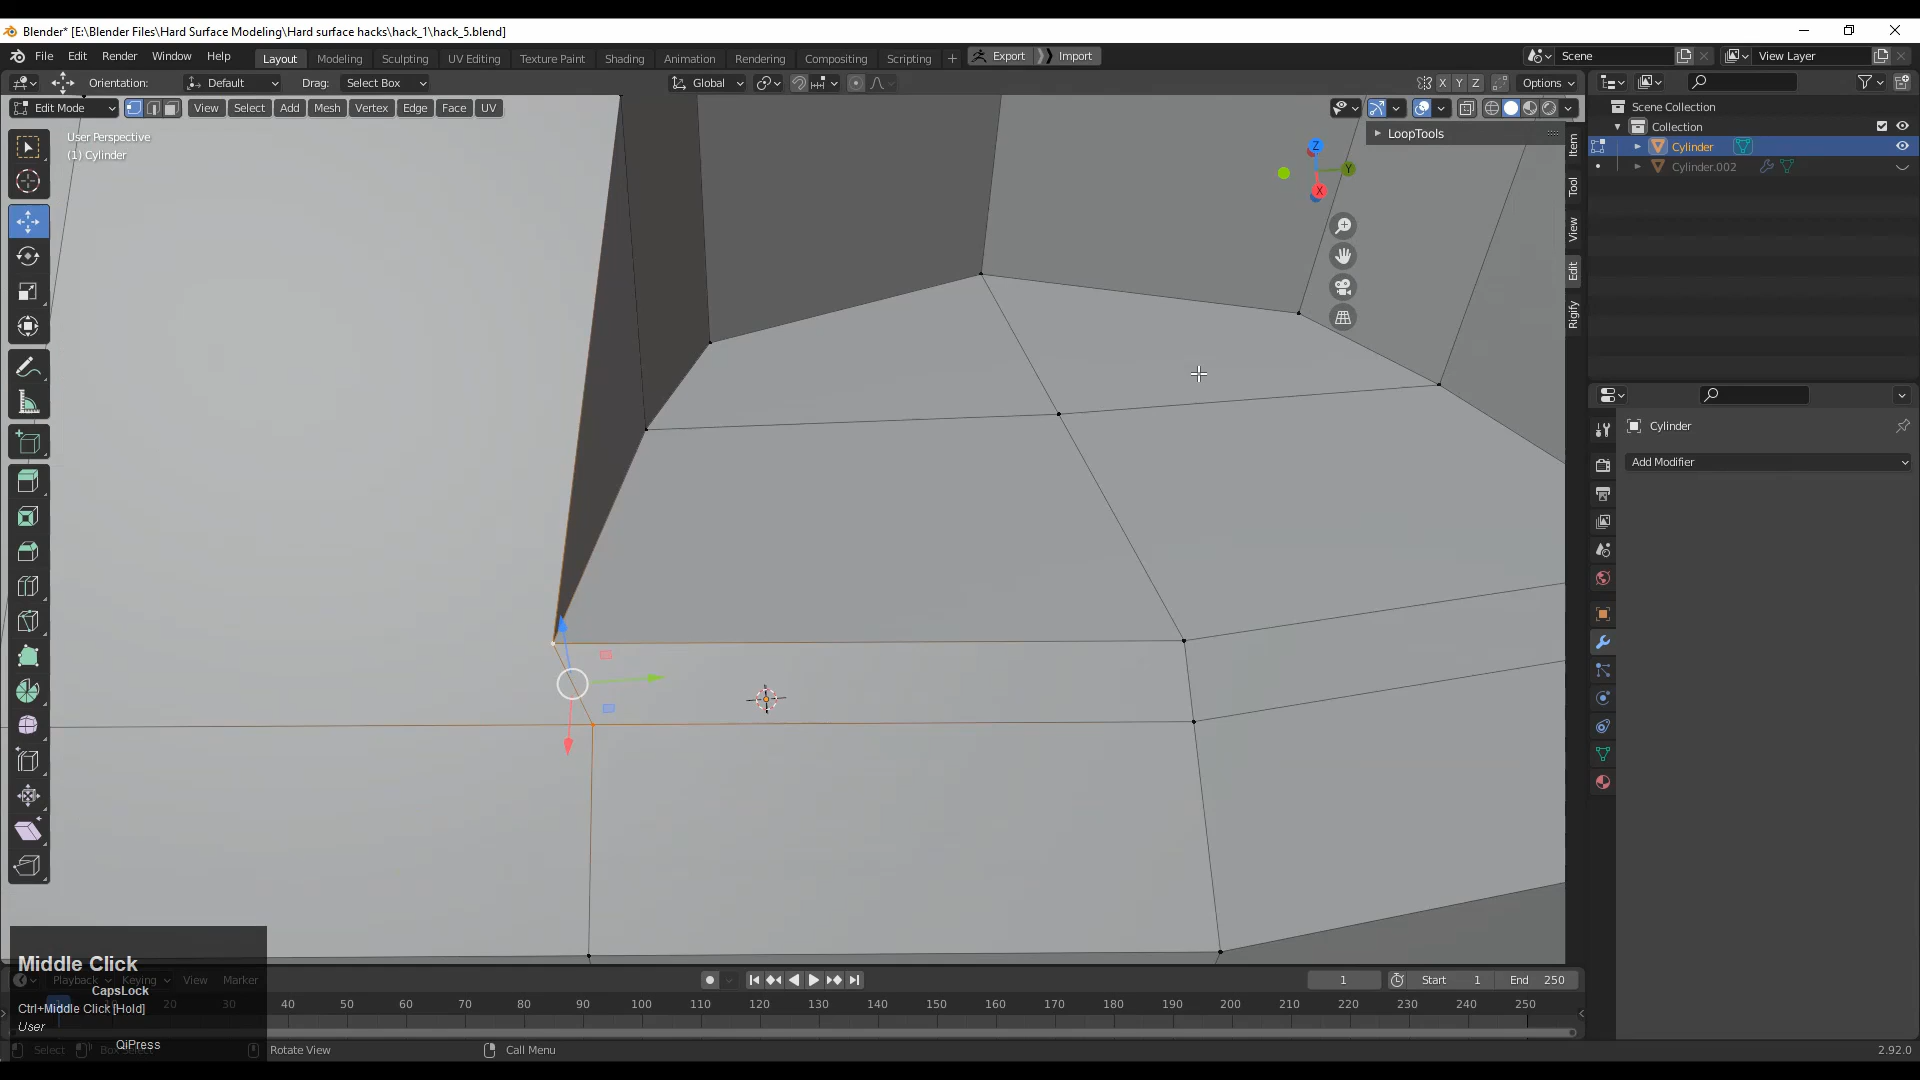 Blender* [E:\Blender Files\Hard Surface Modeling\Hard surface hacks\hack_1\hack_5.blend]
File Edit Render Window Help Layout Modeling Sculpting UV Editing Texture Paint Shading Animation Rendering Compositing Scripting + Export Import Scene View Layer
Orientation: Default Drag: Select Box Global X Y Z Options
Edit Mode View Select Add Mesh Vertex Edge Face UV
User Perspective
(1) Cylinder
LoopTools
Z
Y
X
Item
Tool
View
Edit
Rigify
Scene Collection
Collection
Cylinder
Cylinder.002
Cylinder
Add Modifier
Middle Click
CapsLock
Ctrl+Middle Click [Hold]
User
QiPress
Playback Keying View Marker 1 Start 1 End 250
1 20 30 40 50 60 70 80 90 100 110 120 130 140 150 160 170 180 190 200 210 220 230 240 250
Select Box Select Rotate View Call Menu 2.92.0